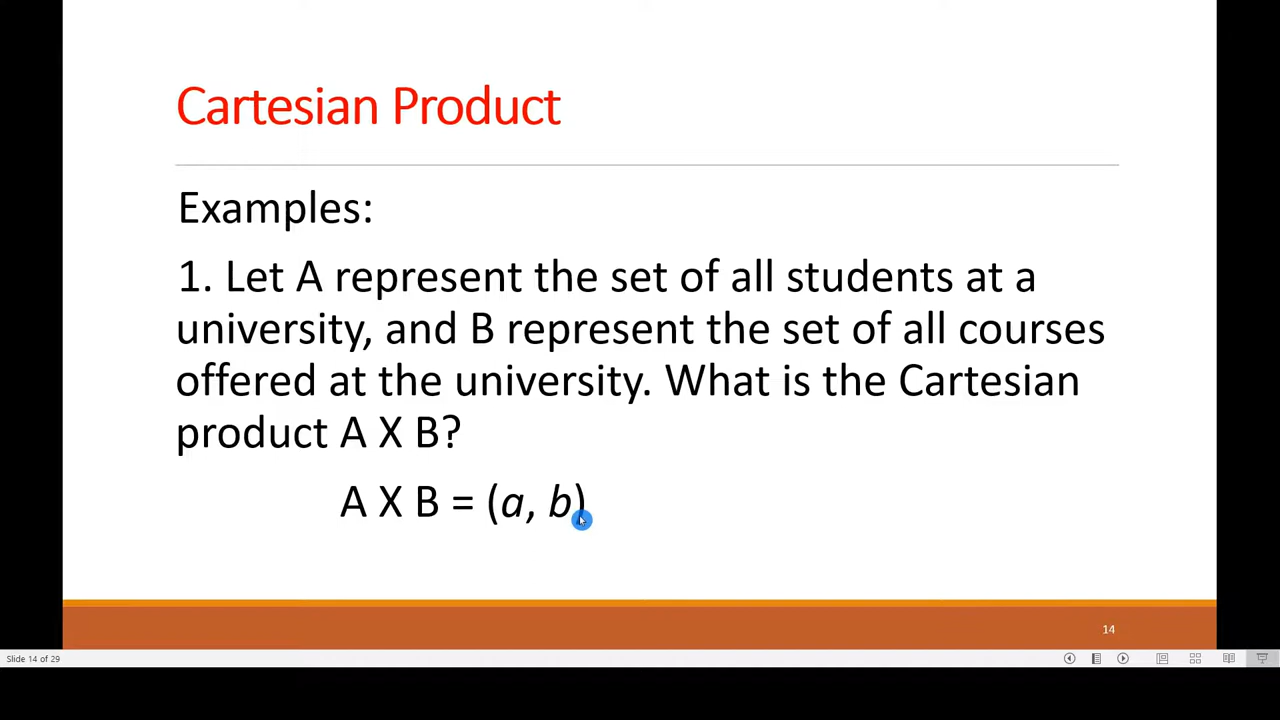 Cartesian Product
Examples:
1. Let A represent the set of all students at a
university, and B represent the set of all courses
offered at the university. What is the Cartesian
product A X B?
A X B = (a, b)
14
Slide 14 of 29